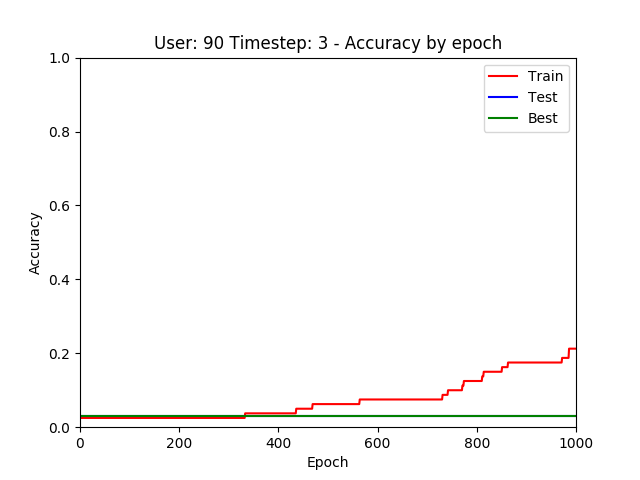 User: 90 Timestep: 3 - Accuracy by epoch
1.0
0.8
0.6
0.4
0.2
0.0
Accuracy
Train
Test
Best
0 200 400 600 800 1000
Epoch